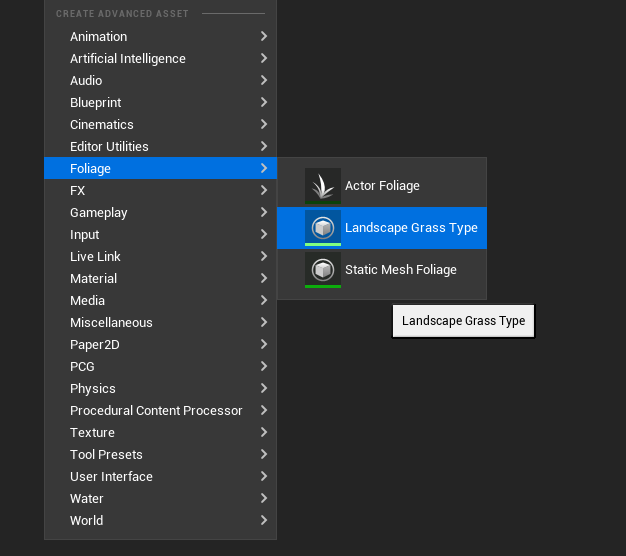 CREATE ADVANCED ASSET
Animation
Artificial Intelligence
Audio
Blueprint
Cinematics
Editor Utilities
Foliage
FX
Gameplay
Input
Live Link
Material
Media
Miscellaneous
Paper2D
PCG
Physics
Procedural Content Processor
Texture
Tool Presets
User Interface
Water
World
Actor Foliage
Landscape Grass Type
Static Mesh Foliage
Landscape Grass Type